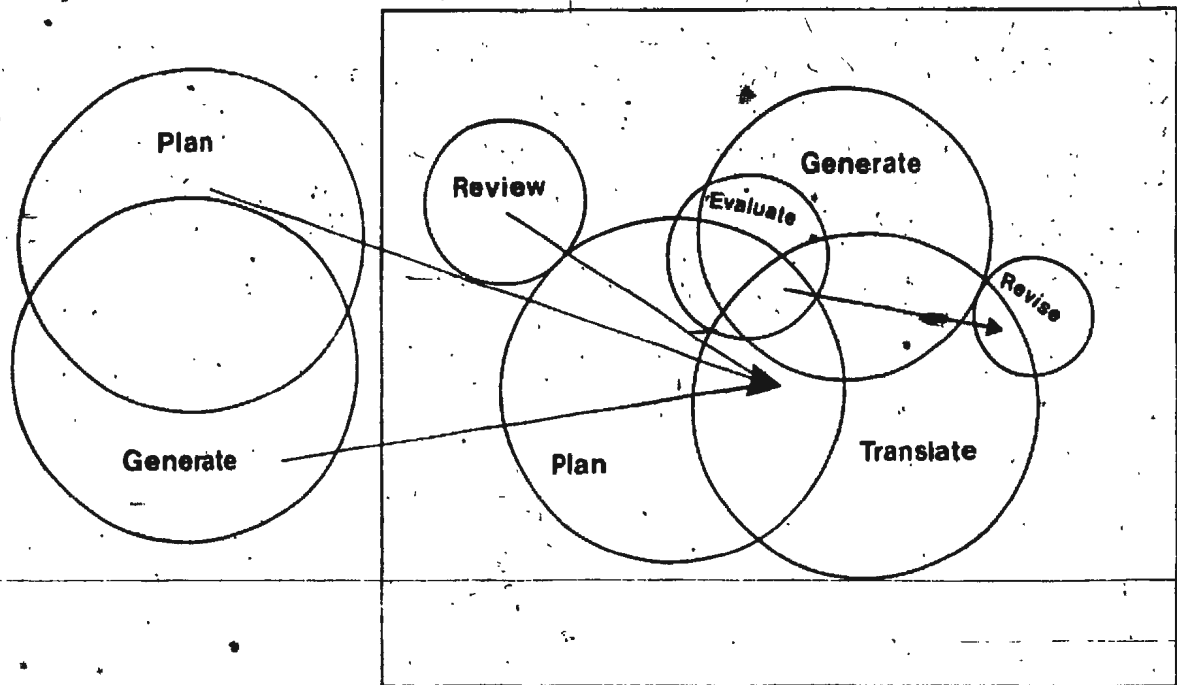 Plan
Generate
Review
Generate
Evaluate
Revise
Plan
Translate